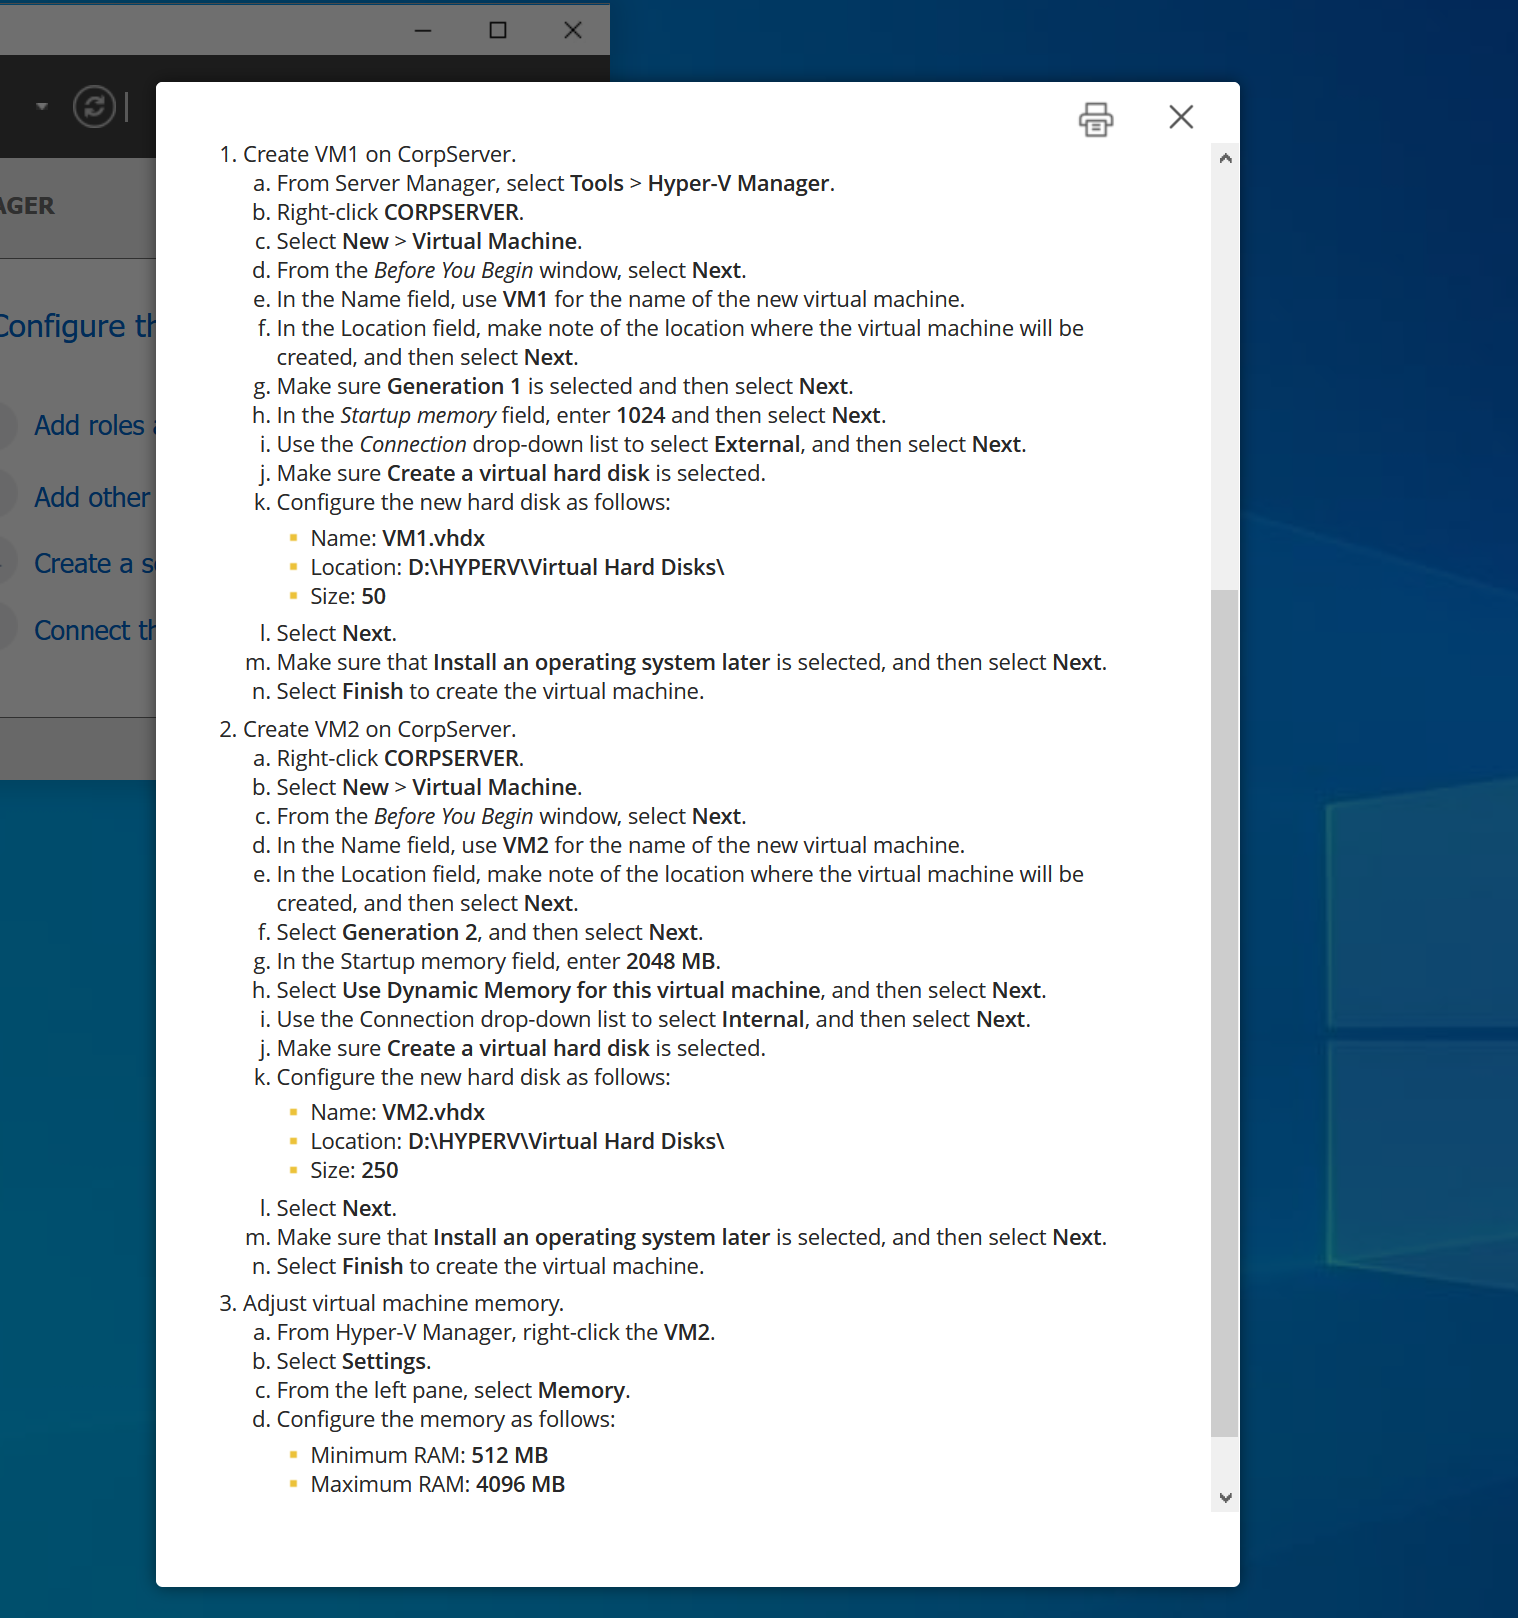 AGER
Configure th
Add roles a
Add other
Create a se
Connect th
1. Create VM1 on CorpServer.
a. From Server Manager, select Tools > Hyper-V Manager.
b. Right-click CORPSERVER.
c. Select New > Virtual Machine.
d. From the Before You Begin window, select Next.
e. In the Name field, use VM1 for the name of the new virtual machine.
f. In the Location field, make note of the location where the virtual machine will be
created, and then select Next.
g. Make sure Generation 1 is selected and then select Next.
h. In the Startup memory field, enter 1024 and then select Next.
i. Use the Connection drop-down list to select External, and then select Next.
j. Make sure Create a virtual hard disk is selected.
k. Configure the new hard disk as follows:
Name: VM1.vhdx
Location: D:\HYPERV\Virtual Hard Disks\
Size: 50
l. Select Next.
m. Make sure that Install an operating system later is selected, and then select Next.
n. Select Finish to create the virtual machine.
2. Create VM2 on CorpServer.
a. Right-click CORPSERVER.
b. Select New > Virtual Machine.
c. From the Before You Begin window, select Next.
d. In the Name field, use VM2 for the name of the new virtual machine.
e. In the Location field, make note of the location where the virtual machine will be
created, and then select Next.
f. Select Generation 2, and then select Next.
g. In the Startup memory field, enter 2048 MB.
h. Select Use Dynamic Memory for this virtual machine, and then select Next.
i. Use the Connection drop-down list to select Internal, and then select Next.
j. Make sure Create a virtual hard disk is selected.
k. Configure the new hard disk as follows:
Name: VM2.vhdx
Location: D:\HYPERV\Virtual Hard Disks\
Size: 250
l. Select Next.
m. Make sure that Install an operating system later is selected, and then select Next.
n. Select Finish to create the virtual machine.
3. Adjust virtual machine memory.
a. From Hyper-V Manager, right-click the VM2.
b. Select Settings.
c. From the left pane, select Memory.
d. Configure the memory as follows:
Minimum RAM: 512 MB
Maximum RAM: 4096 MB